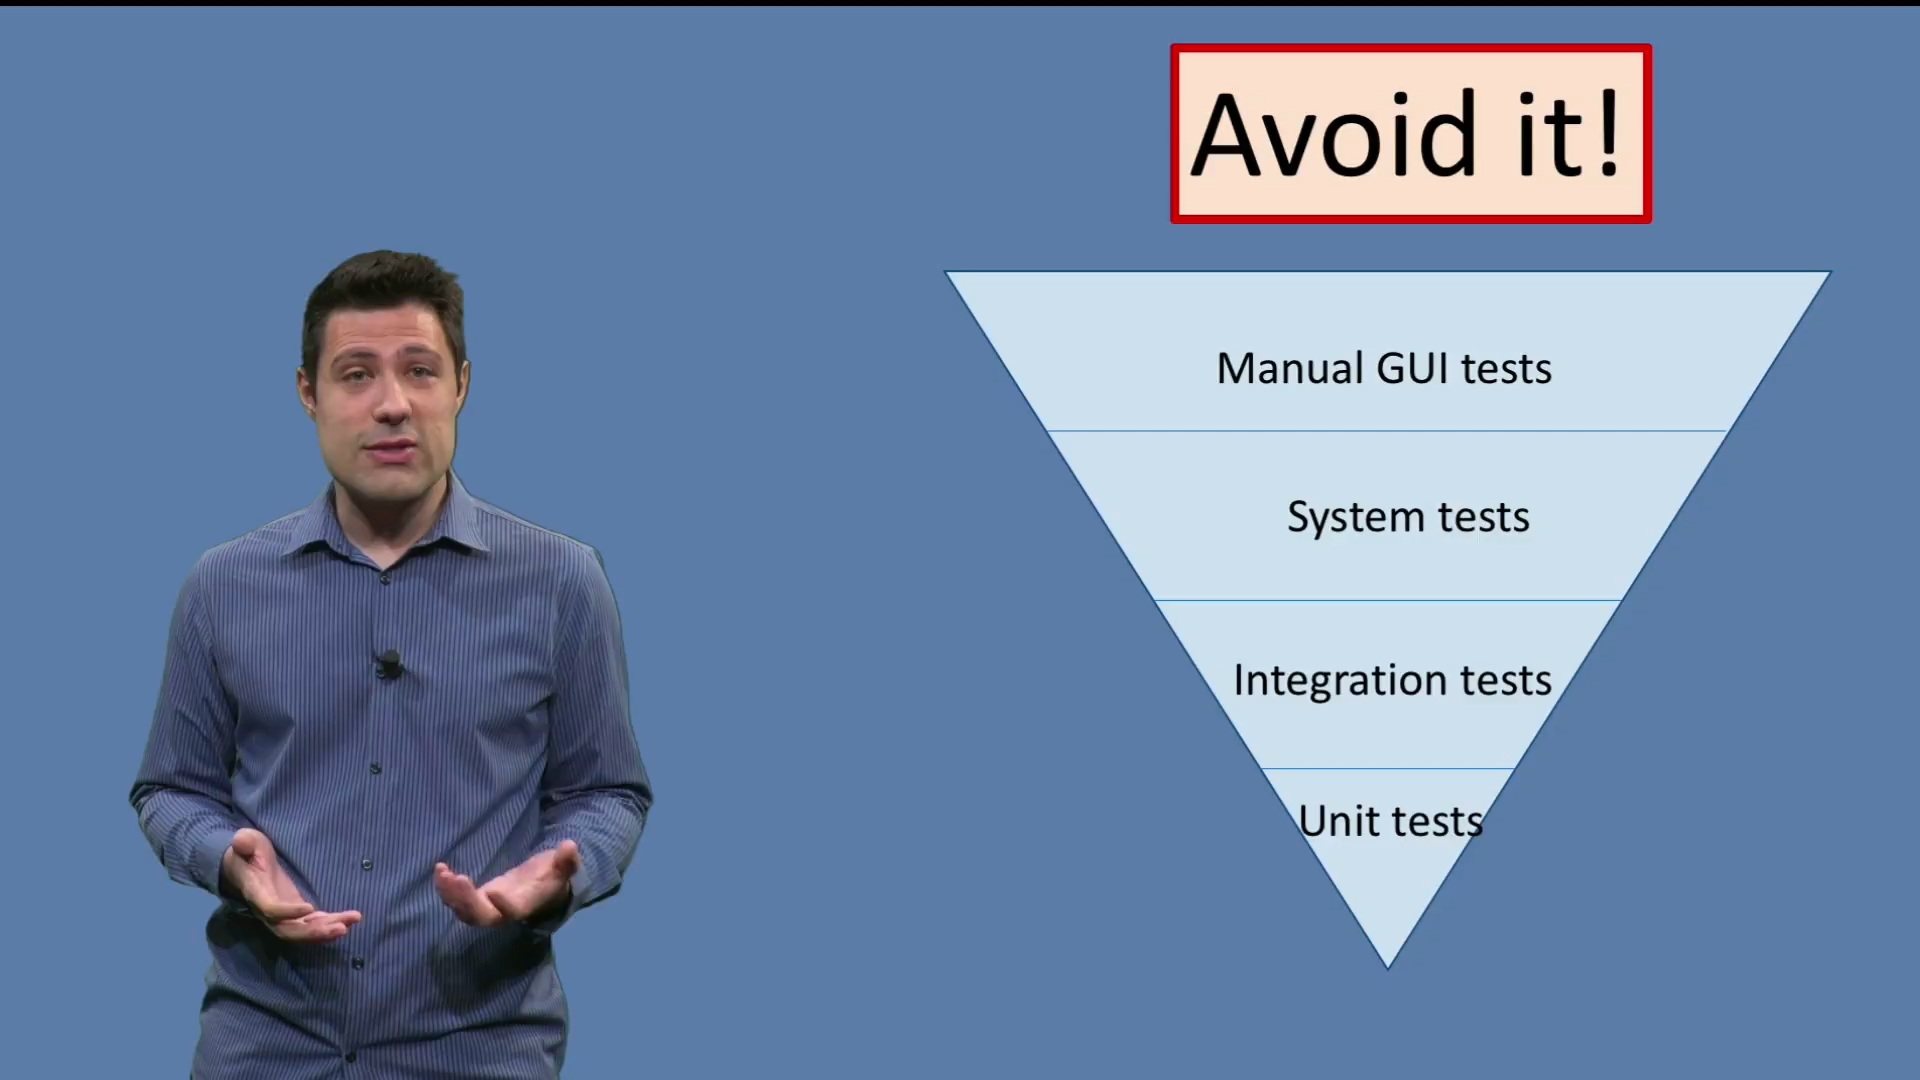 Avoid it!
Manual GUI tests
System tests
Integration tests
Unit tests